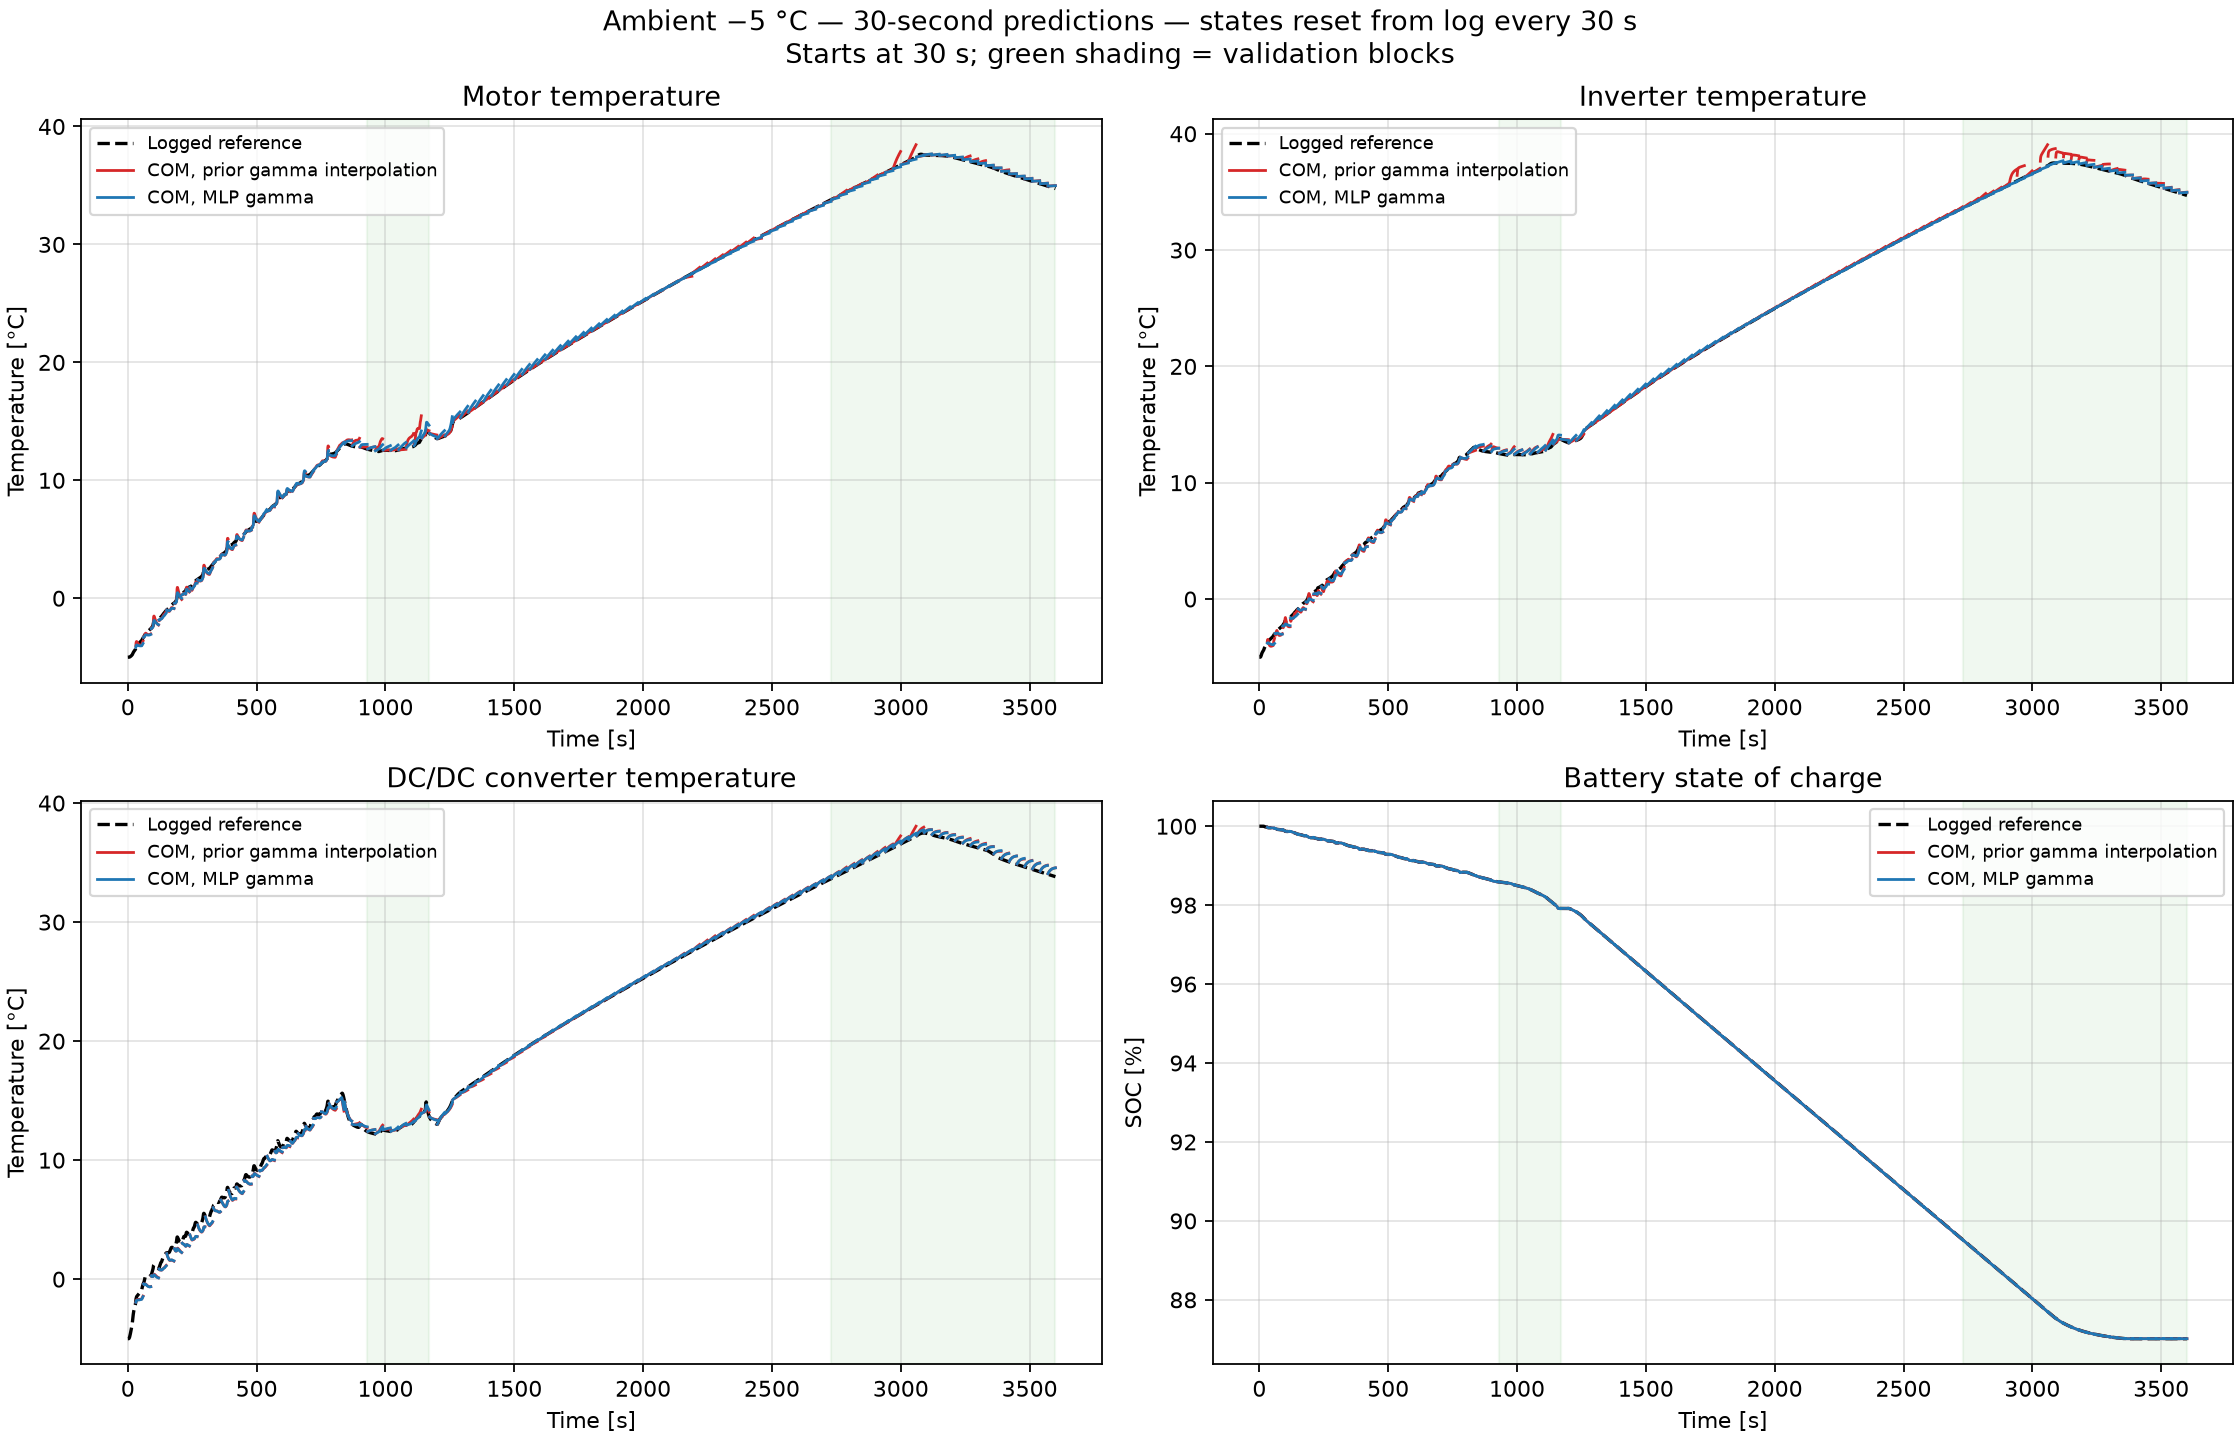 Ambient −5 °C — 30-second predictions — states reset from log every 30 s
Starts at 30 s; green shading = validation blocks
Motor temperature
Logged reference
COM, prior gamma interpolation
COM, MLP gamma
40
30
20
10
0
Temperature [°C]
0 500 1000 1500 2000 2500 3000 3500
Time [s]
Inverter temperature
Logged reference
COM, prior gamma interpolation
COM, MLP gamma
40
30
20
10
0
Temperature [°C]
0 500 1000 1500 2000 2500 3000 3500
Time [s]
DC/DC converter temperature
Logged reference
COM, prior gamma interpolation
COM, MLP gamma
40
30
20
10
0
Temperature [°C]
0 500 1000 1500 2000 2500 3000 3500
Time [s]
Battery state of charge
Logged reference
COM, prior gamma interpolation
COM, MLP gamma
100
98
96
94
92
90
88
SOC [%]
0 500 1000 1500 2000 2500 3000 3500
Time [s]